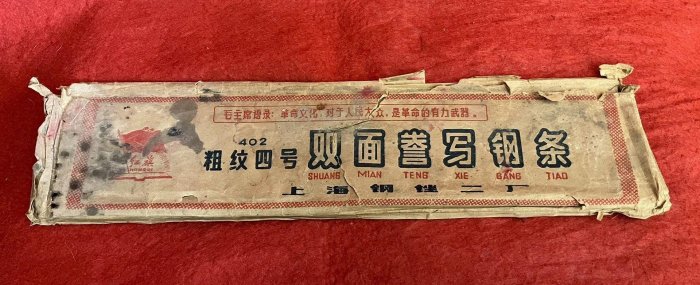 毛主席语录:革命文化,对于人民大众,是革命的有力武器。
402
粗纹四号 双面誊写钢条
SHUANG MIAN TENG XIE GANG TIAO
上海钢锉二厂